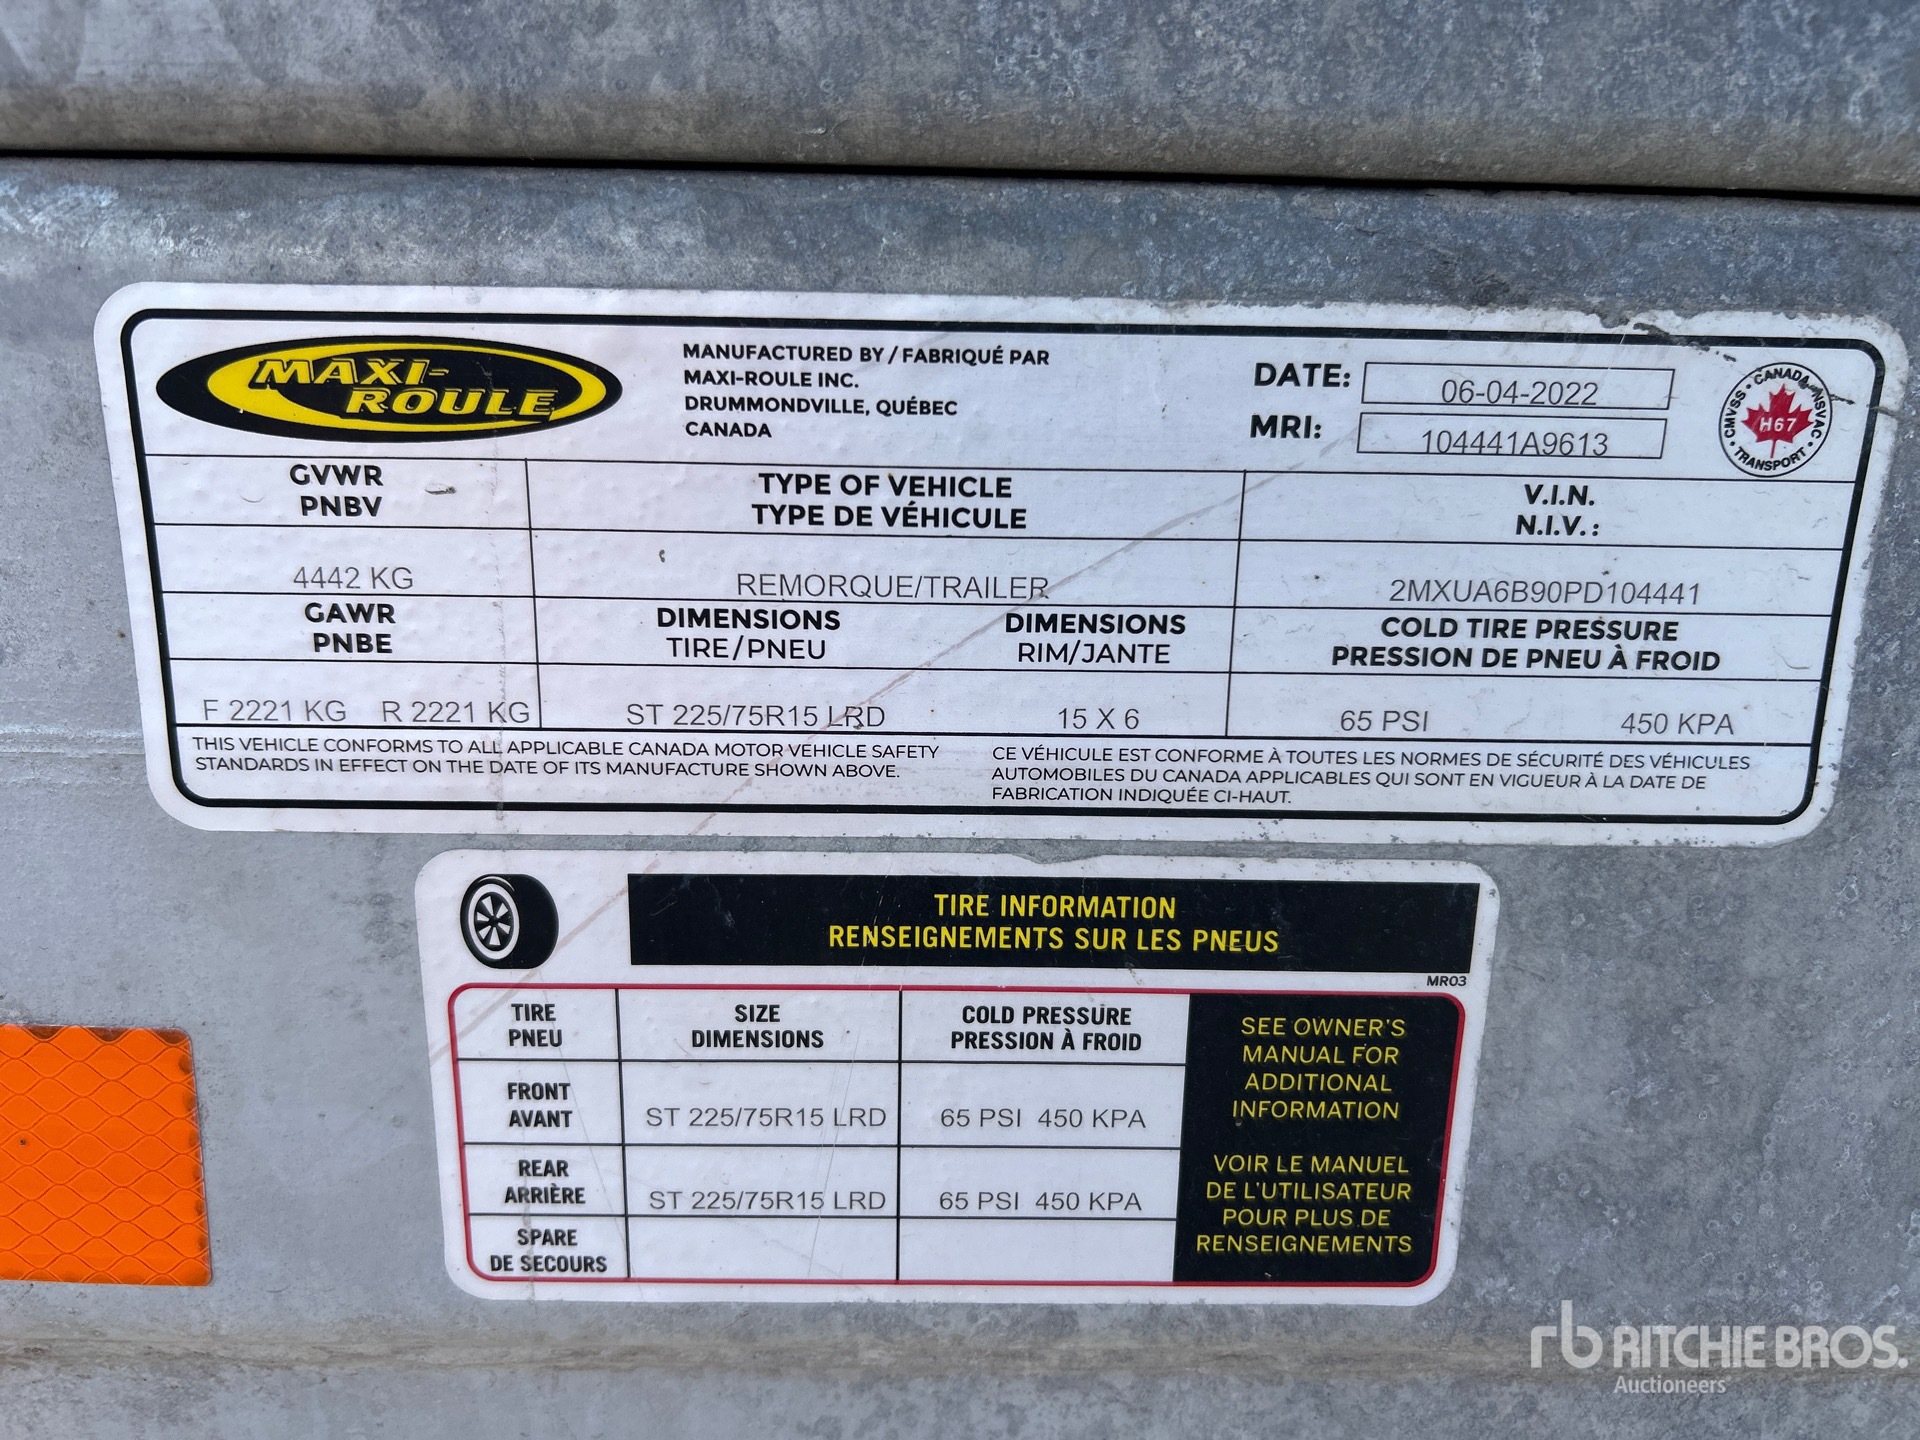 MAXI-
ROULE
MANUFACTURED BY / FABRIQUÉ PAR
MAXI-ROULE INC.
DRUMMONDVILLE, QUÉBEC
CANADA
DATE: 06-04-2022
MRI: 104441A9613
CMVSS • CANADA • NSVAC • TRANSPORT •
H67
GVWR
PNBV
TYPE OF VEHICLE
TYPE DE VÉHICULE
V.I.N.
N.I.V.:
4442 KG
REMORQUE/TRAILER
2MXUA6B90PD104441
GAWR
PNBE
DIMENSIONS
TIRE/PNEU
DIMENSIONS
RIM/JANTE
COLD TIRE PRESSURE
PRESSION DE PNEU À FROID
F 2221 KG R 2221 KG
ST 225/75R15 LRD
15 X 6
65 PSI 450 KPA
THIS VEHICLE CONFORMS TO ALL APPLICABLE CANADA MOTOR VEHICLE SAFETY
STANDARDS IN EFFECT ON THE DATE OF ITS MANUFACTURE SHOWN ABOVE.
CE VÉHICULE EST CONFORME À TOUTES LES NORMES DE SÉCURITÉ DES VÉHICULES
AUTOMOBILES DU CANADA APPLICABLES QUI SONT EN VIGUEUR À LA DATE DE
FABRICATION INDIQUÉE CI-HAUT.
TIRE INFORMATION
RENSEIGNEMENTS SUR LES PNEUS
MR03
TIRE
PNEU
SIZE
DIMENSIONS
COLD PRESSURE
PRESSION À FROID
FRONT
AVANT
ST 225/75R15 LRD
65 PSI 450 KPA
REAR
ARRIÈRE
ST 225/75R15 LRD
65 PSI 450 KPA
SPARE
DE SECOURS
SEE OWNER'S
MANUAL FOR
ADDITIONAL
INFORMATION
VOIR LE MANUEL
DE L'UTILISATEUR
POUR PLUS DE
RENSEIGNEMENTS
rb RITCHIE BROS.
Auctioneers